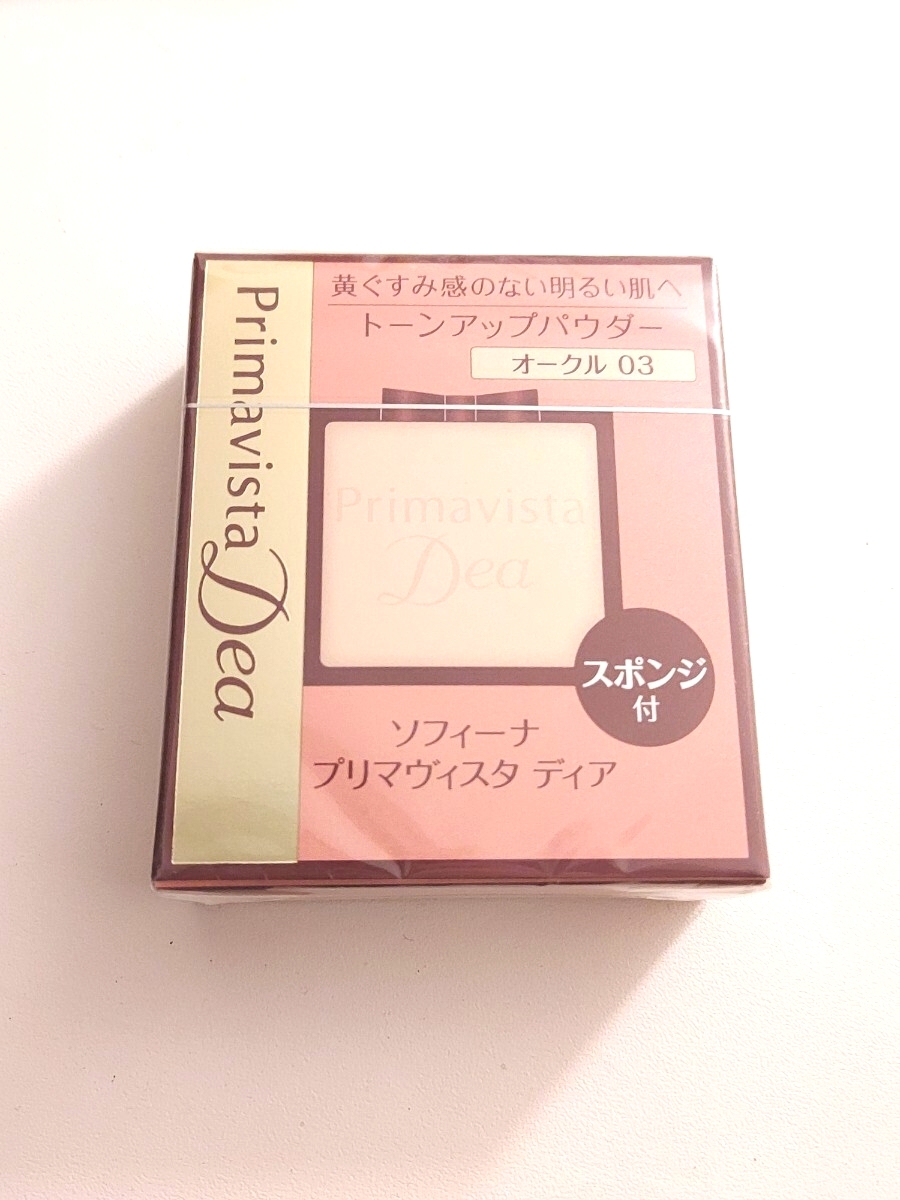 黄ぐすみ感のない明るい肌へ
トーンアップパウダー
オークル 03
Primavista Dea
Primavista
Dea
スポンジ
付
ソフィーナ
プリマヴィスタ ディア